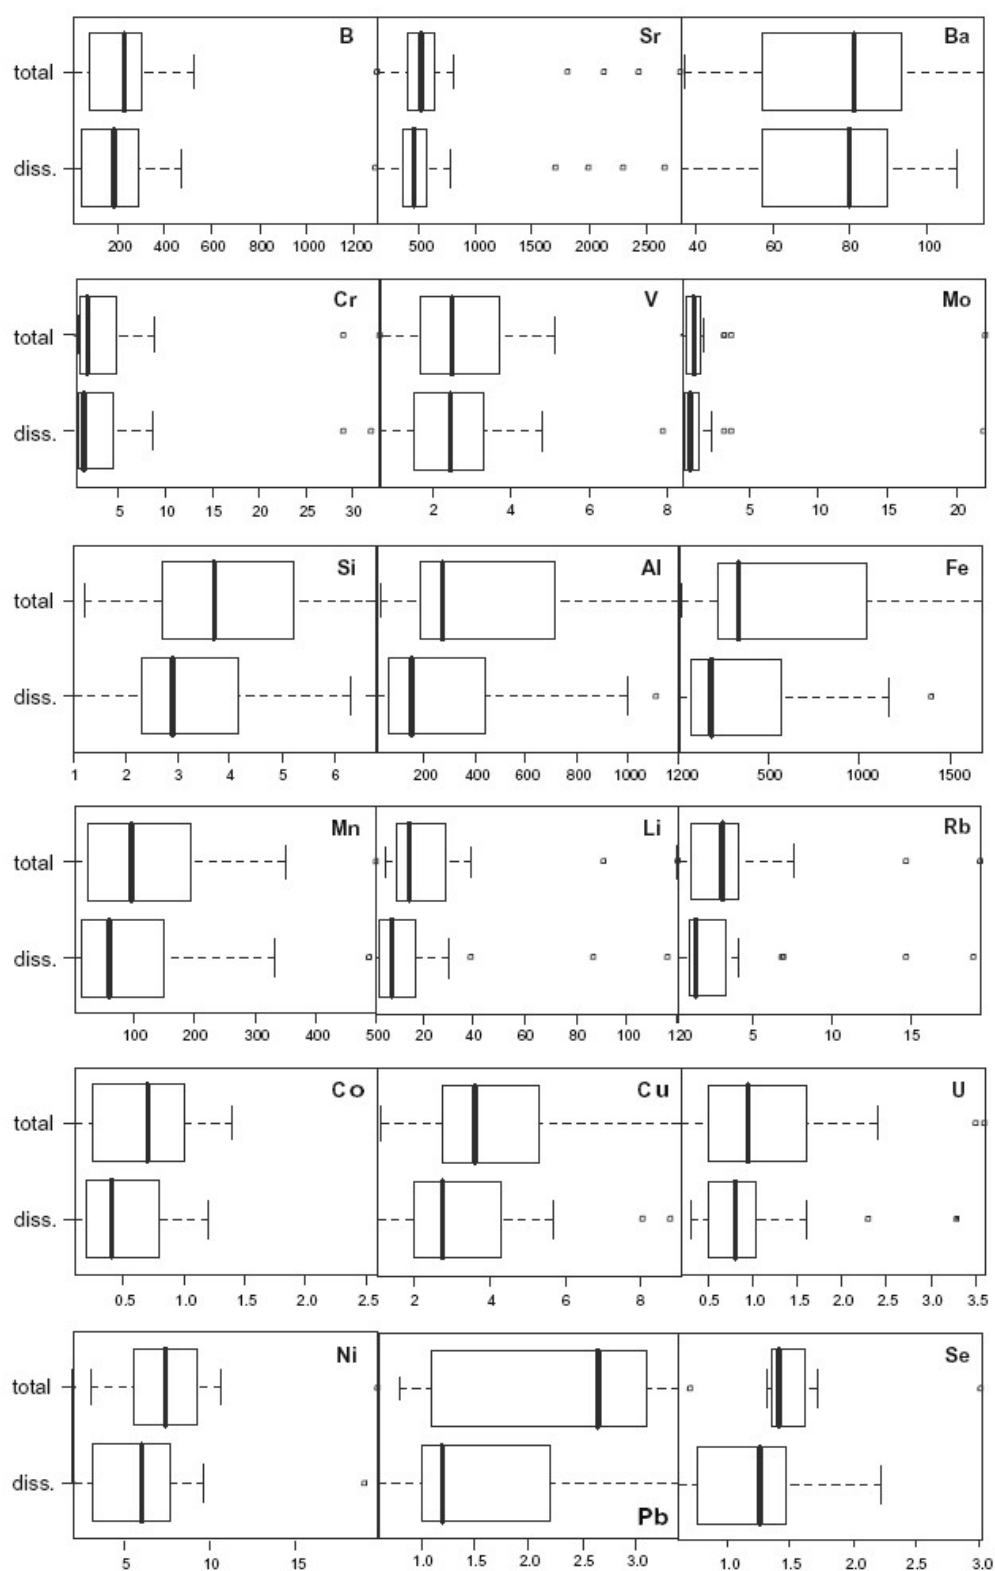 B Sr Ba
total
diss.
200 400 600 800 1000 1200 500 1000 1500 2000 2500 40 60 80 100
Cr V Mo
total
diss.
5 10 15 20 25 30 2 4 6 8 5 10 15 20
Si Al Fe
total
diss.
1 2 3 4 5 6 200 400 600 800 1000 1200 500 1000 1500
Mn Li Rb
total
diss.
100 200 300 400 500 20 40 60 80 100 120 5 10 15
Co Cu U
total
diss.
0.5 1.0 1.5 2.0 2.5 2 4 6 8 0.5 1.0 1.5 2.0 2.5 3.0 3.5
Ni Se
total
diss.
Pb
5 10 15 1.0 1.5 2.0 2.5 3.0 1.0 1.5 2.0 2.5 3.0